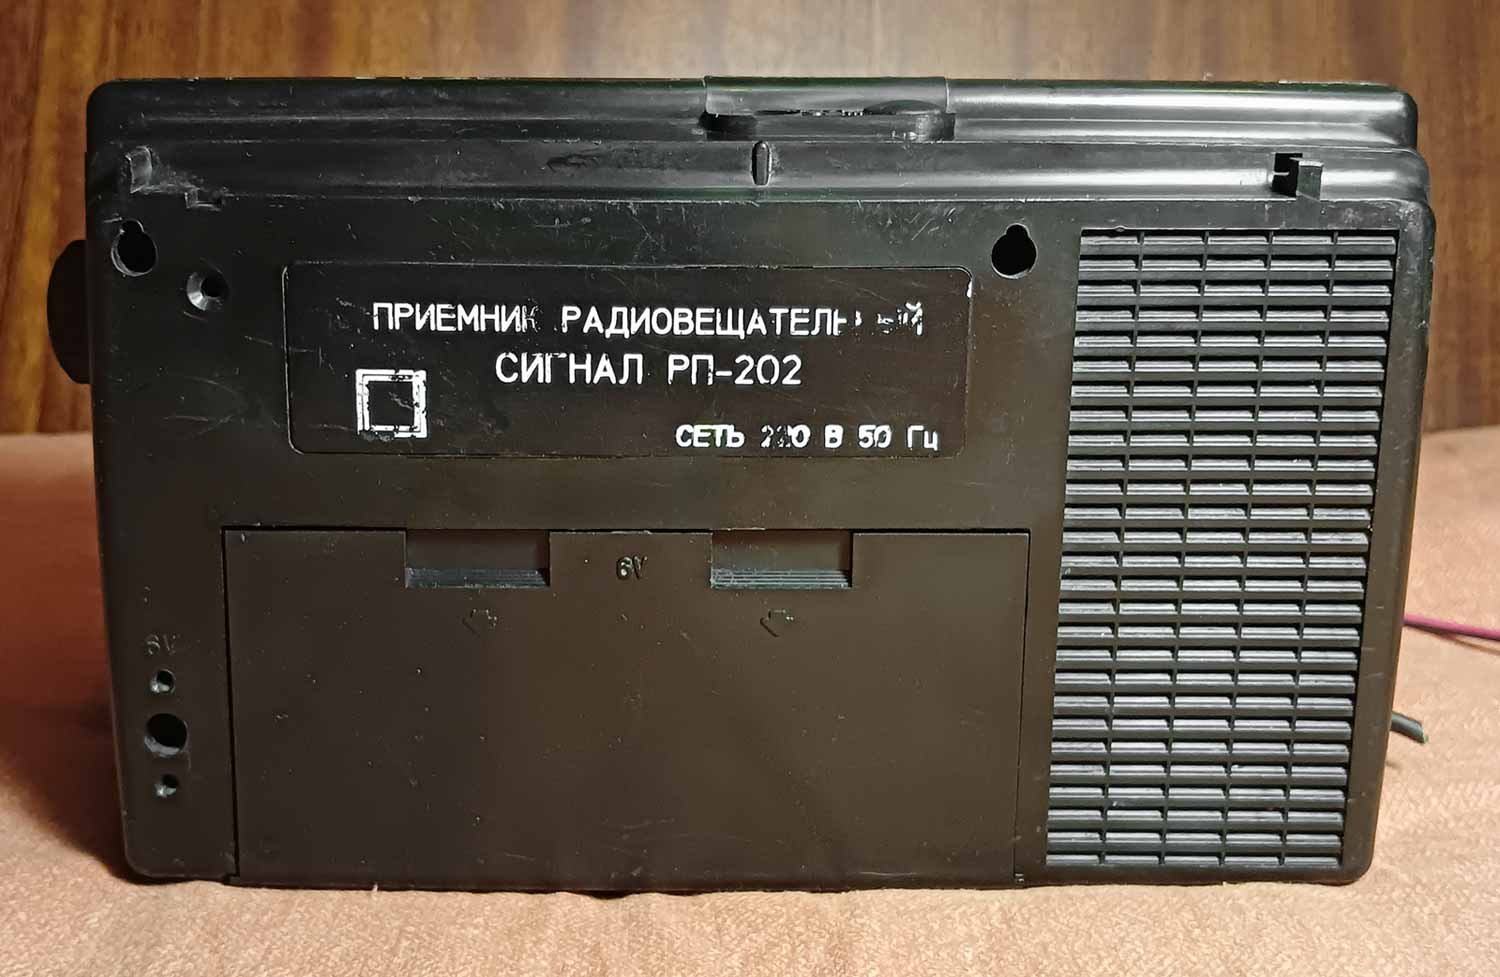 ПРИЕМНИК РАДИОВЕЩАТЕЛЬНЫЙ
СИГНАЛ РП-202
СЕТЬ 220 В 50 Гц
6V
6V